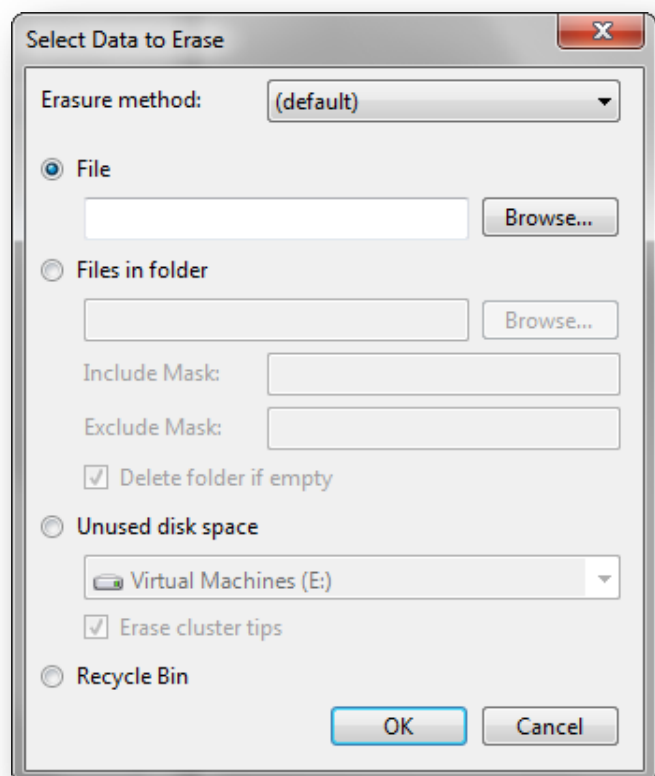 Select Data to Erase
Erasure method: (default)
File
Browse...
Files in folder
Browse...
Include Mask:
Exclude Mask:
Delete folder if empty
Unused disk space
Virtual Machines (E:)
Erase cluster tips
Recycle Bin
OK Cancel